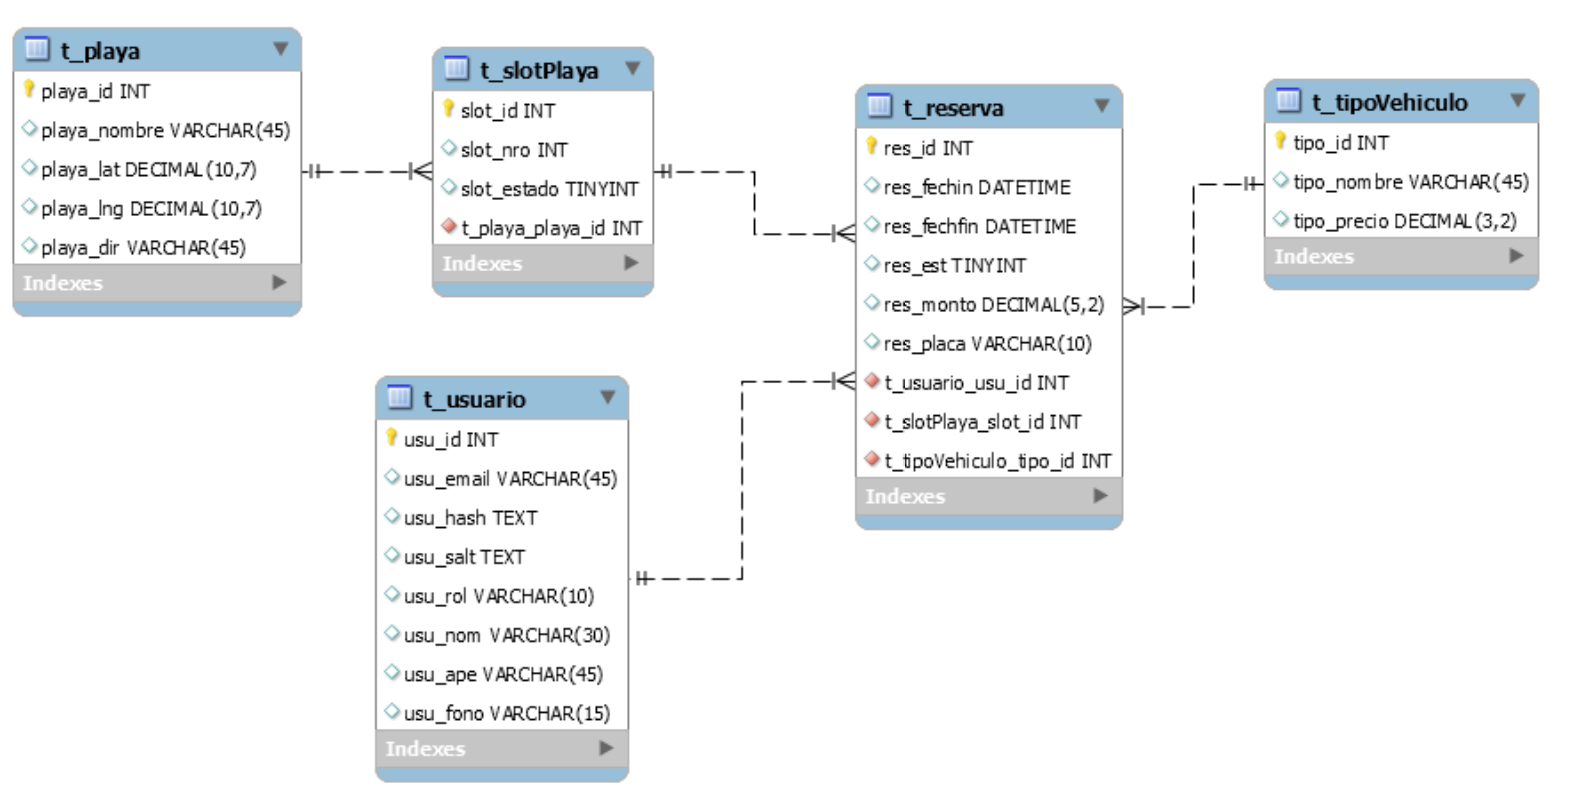 t_playa
playa_id INT
playa_nombre VARCHAR(45)
playa_lat DECIMAL(10,7)
playa_lng DECIMAL(10,7)
playa_dir VARCHAR(45)
Indexes
t_slotPlaya
slot_id INT
slot_nro INT
slot_estado TINYINT
t_playa_playa_id INT
Indexes
t_reserva
res_id INT
res_fechin DATETIME
res_fechfin DATETIME
res_est TINYINT
res_monto DECIMAL(5,2)
res_placa VARCHAR(10)
t_usuario_usu_id INT
t_slotPlaya_slot_id INT
t_tipoVehiculo_tipo_id INT
Indexes
t_tipoVehiculo
tipo_id INT
tipo_nombre VARCHAR(45)
tipo_precio DECIMAL(3,2)
Indexes
t_usuario
usu_id INT
usu_email VARCHAR(45)
usu_hash TEXT
usu_salt TEXT
usu_rol VARCHAR(10)
usu_nom VARCHAR(30)
usu_ape VARCHAR(45)
usu_fono VARCHAR(15)
Indexes